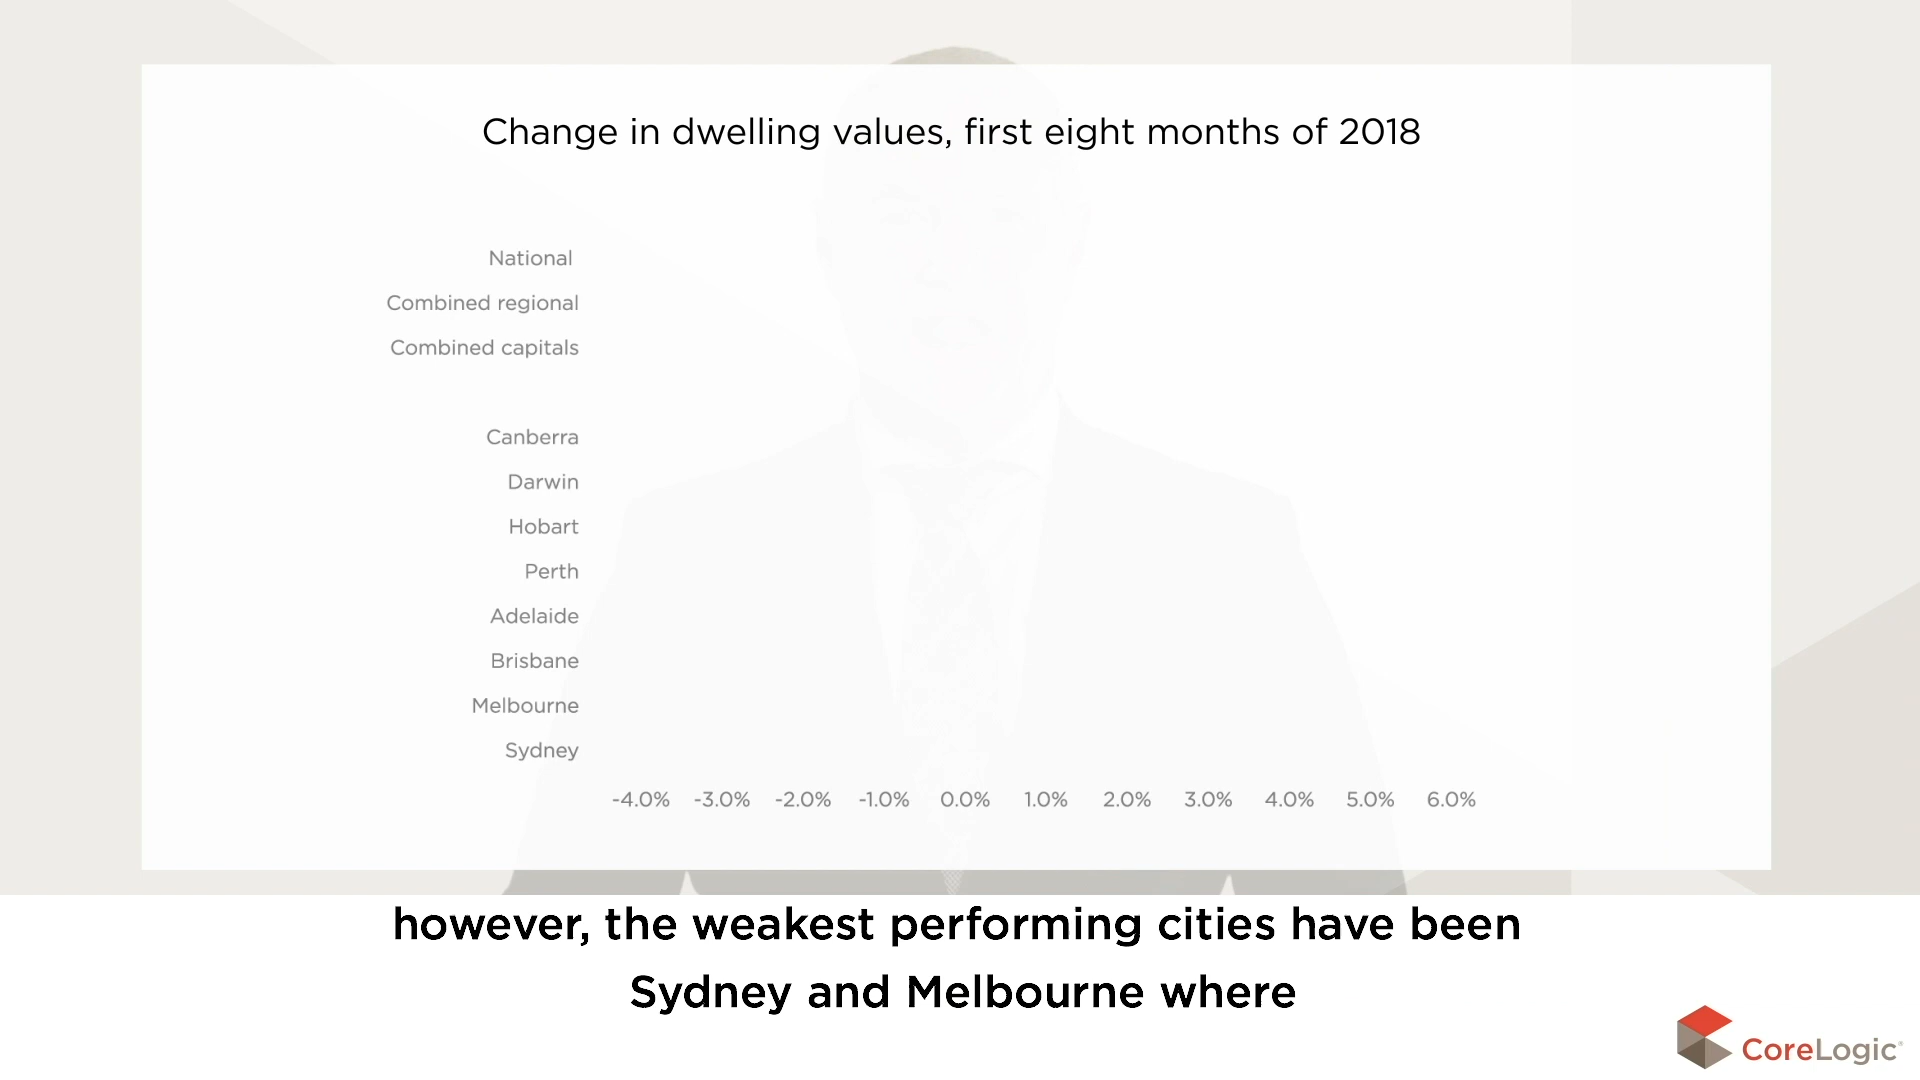 Change in dwelling values, first eight months of 2018
National
Combined regional
Combined capitals
Canberra
Darwin
Hobart
Perth
Adelaide
Brisbane
Melbourne
Sydney
-4.0% -3.0% -2.0% -1.0% 0.0% 1.0% 2.0% 3.0% 4.0% 5.0% 6.0%
however, the weakest performing cities have been
Sydney and Melbourne where
CoreLogic